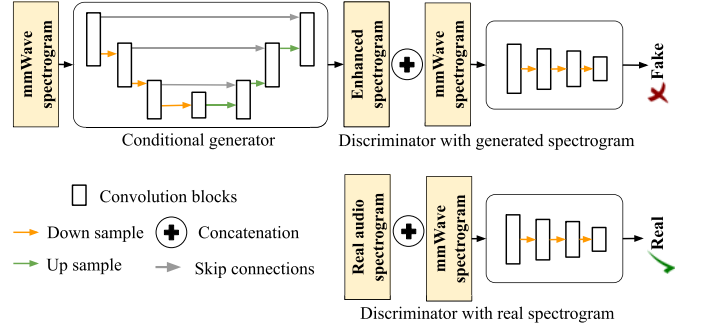 mmWave
spectrogram
Enhanced
spectrogram
mmWave
spectrogram
Fake
Conditional generator
Discriminator with generated spectrogram
Convolution blocks
Down sample
Concatenation
Up sample
Skip connections
Real audio
spectrogram
mmWave
spectrogram
Real
Discriminator with real spectrogram